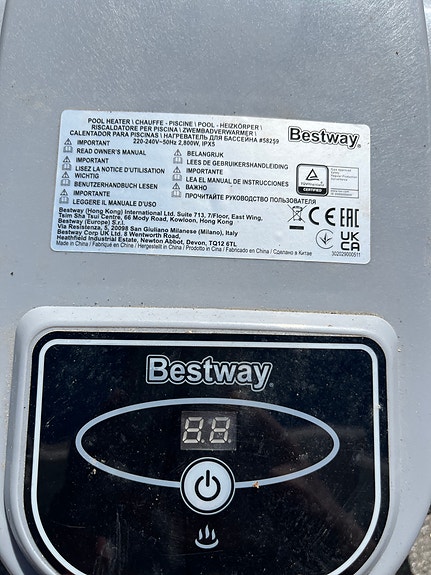 POOL HEATER \ CHAUFFE - PISCINE \ POOL - HEIZKÖRPER \
RISCALDATORE PER PISCINA \ ZWEMBADVERWARMER \
CALENTADOR PARA PISCINAS \ НАГРЕВАТЕЛЬ ДЛЯ БАССЕЙНА #58259
220-240V~50Hz 2,800W, IPX5
Bestway®
IMPORTANT
READ OWNER'S MANUAL
IMPORTANT
LISEZ LA NOTICE D'UTILISATION
WICHTIG
BENUTZERHANDBUCH LESEN
IMPORTANTE
LEGGERE IL MANUALE D'USO
BELANGRIJK
LEES DE GEBRUIKERSHANDLEIDING
IMPORTANTE
LEA EL MANUAL DE INSTRUCCIONES
ВАЖНО
ПРОЧИТАЙТЕ РУКОВОДСТВО ПОЛЬЗОВАТЕЛЯ
CERTIFIED
Bestway (Hong Kong) International Ltd. Suite 713, 7/Floor, East Wing,
Tsim Sha Tsui Centre, 66 Mody Road, Kowloon, Hong Kong
Bestway (Europe) S.r.l.
Via Resistenza, 5, 20098 San Giuliano Milanese (Milano), Italy
Bestway Corp UK Ltd. 8 Wentworth Road,
Heathfield Industrial Estate, Newton Abbot, Devon, TQ12 6TL
Made in China / Fabriqué en Chine / Hergestellt in China / Prodotto in Cina / Fabricado en China / Сделано в Китае
CE EAC
UK
CA
302029000511
Bestway®
88